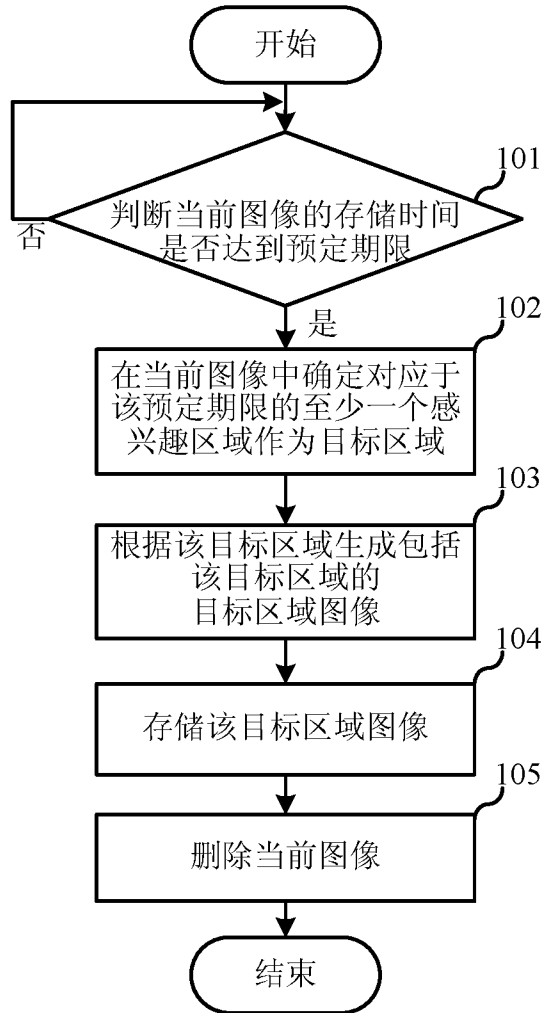 开始
101
判断当前图像的存储时间
是否达到预定期限
否
是
102
在当前图像中确定对应于
该预定期限的至少一个感
兴趣区域作为目标区域
103
根据该目标区域生成包括
该目标区域的
目标区域图像
104
存储该目标区域图像
105
删除当前图像
结束